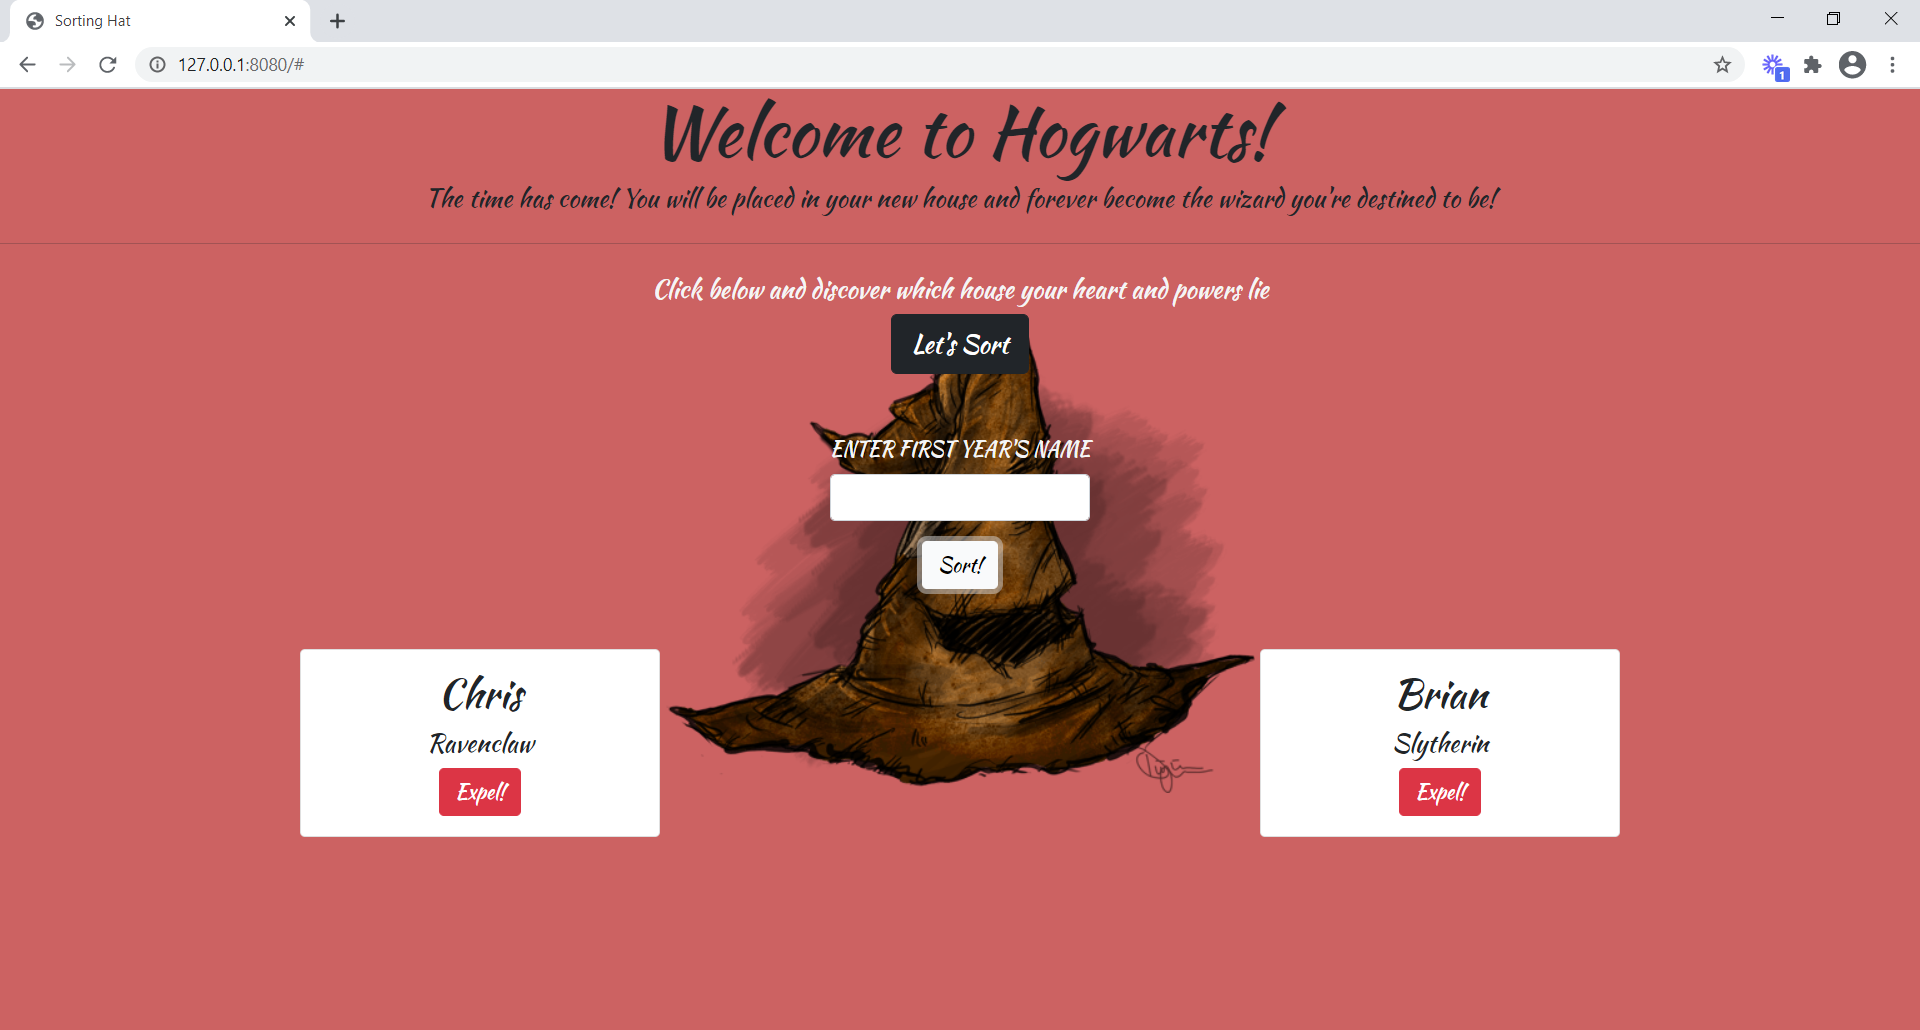 Sorting Hat
127.0.0.1:8080/#
1
Welcome to Hogwarts!
The time has come! You will be placed in your new house and forever become the wizard you're destined to be!
Click below and discover which house your heart and powers lie
Let's Sort
ENTER FIRST YEAR'S NAME
Sort!
Chris
Ravenclaw
Expel!
Brian
Slytherin
Expel!